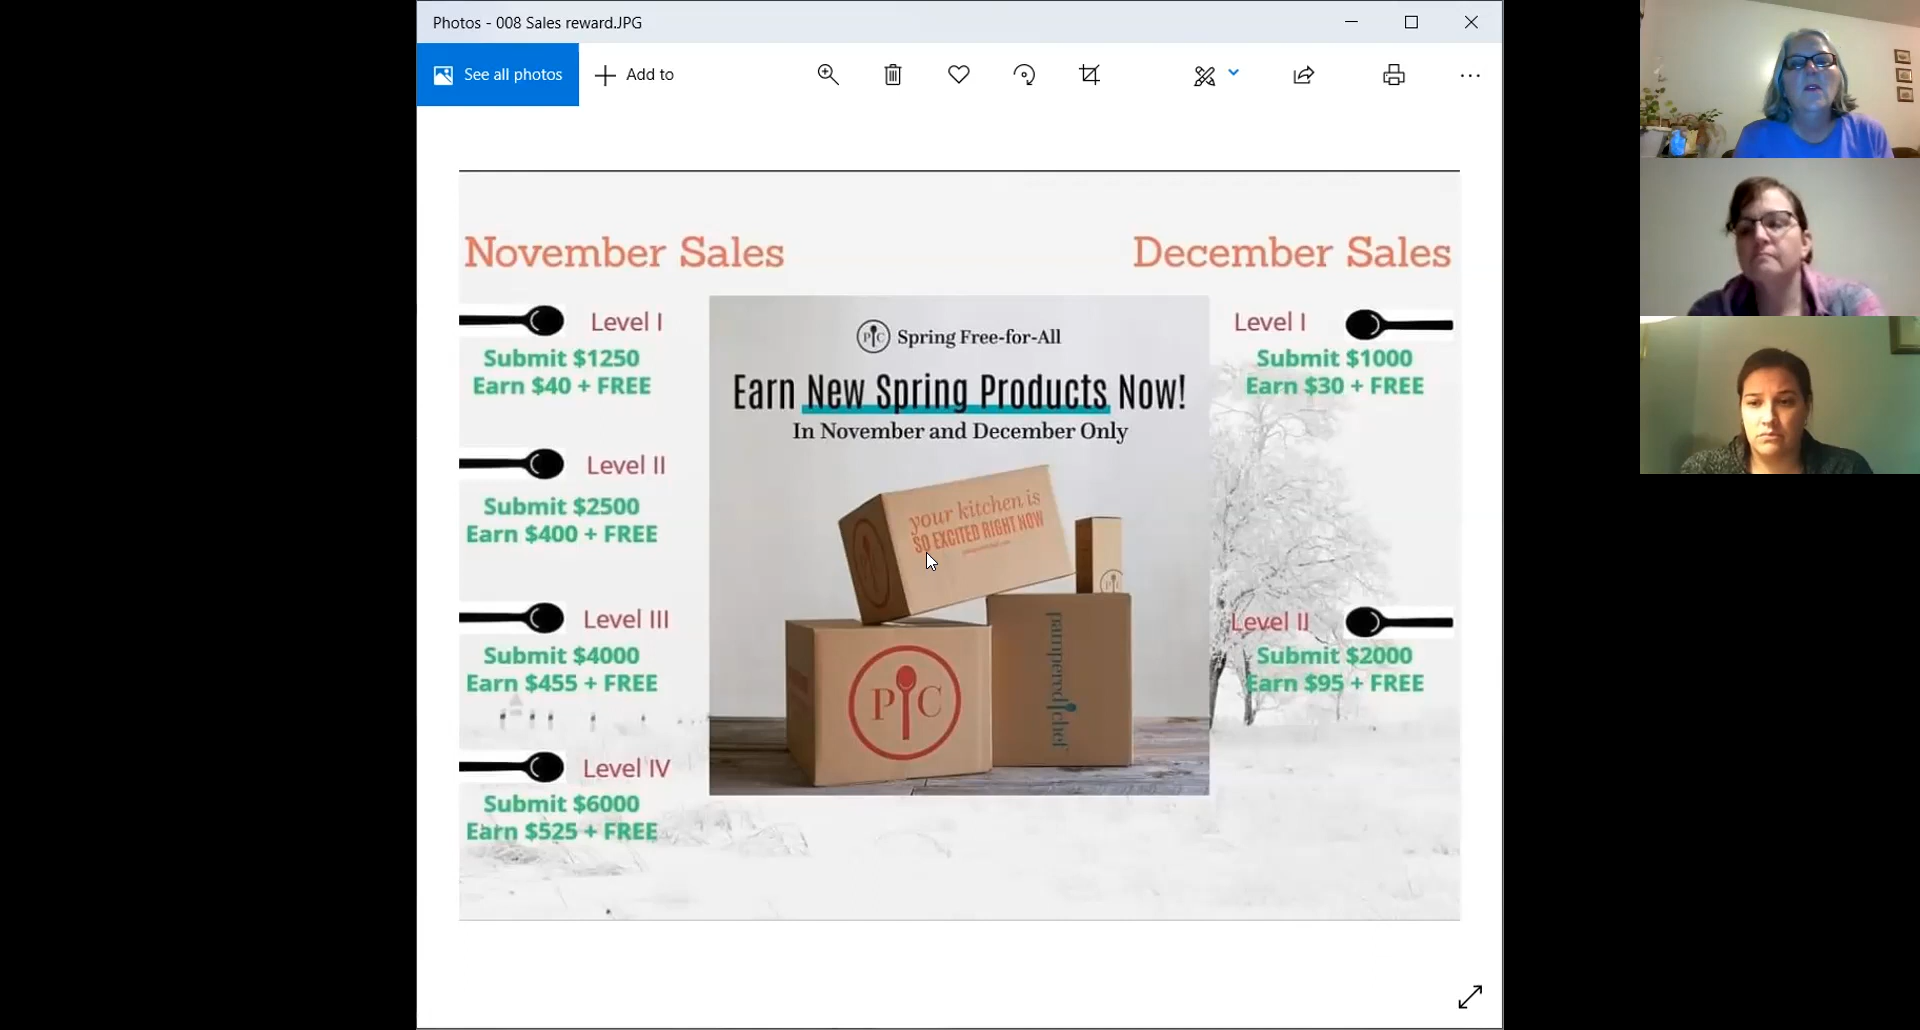 Photos - 008 Sales reward.JPG
See all photos
Add to
November Sales
December Sales
Level I
Submit $1250
Earn $40 + FREE
Level II
Submit $2500
Earn $400 + FREE
Level III
Submit $4000
Earn $455 + FREE
Level IV
Submit $6000
Earn $525 + FREE
PC Spring Free-for-All
Earn New Spring Products Now!
In November and December Only
your kitchen is
SO EXCITED RIGHT NOW
PC
PC
pampered chef
Level I
Submit $1000
Earn $30 + FREE
Level II
Submit $2000
Earn $95 + FREE